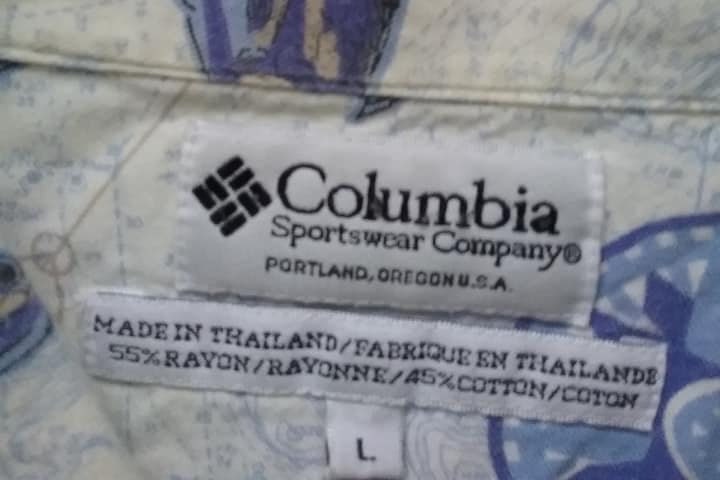 Columbia
Sportswear Company®
PORTLAND, OREGON U.S.A.
MADE IN THAILAND/FABRIQUE EN THAILANDE
55% RAYON/RAYONNE/45% COTTON/COTON
L